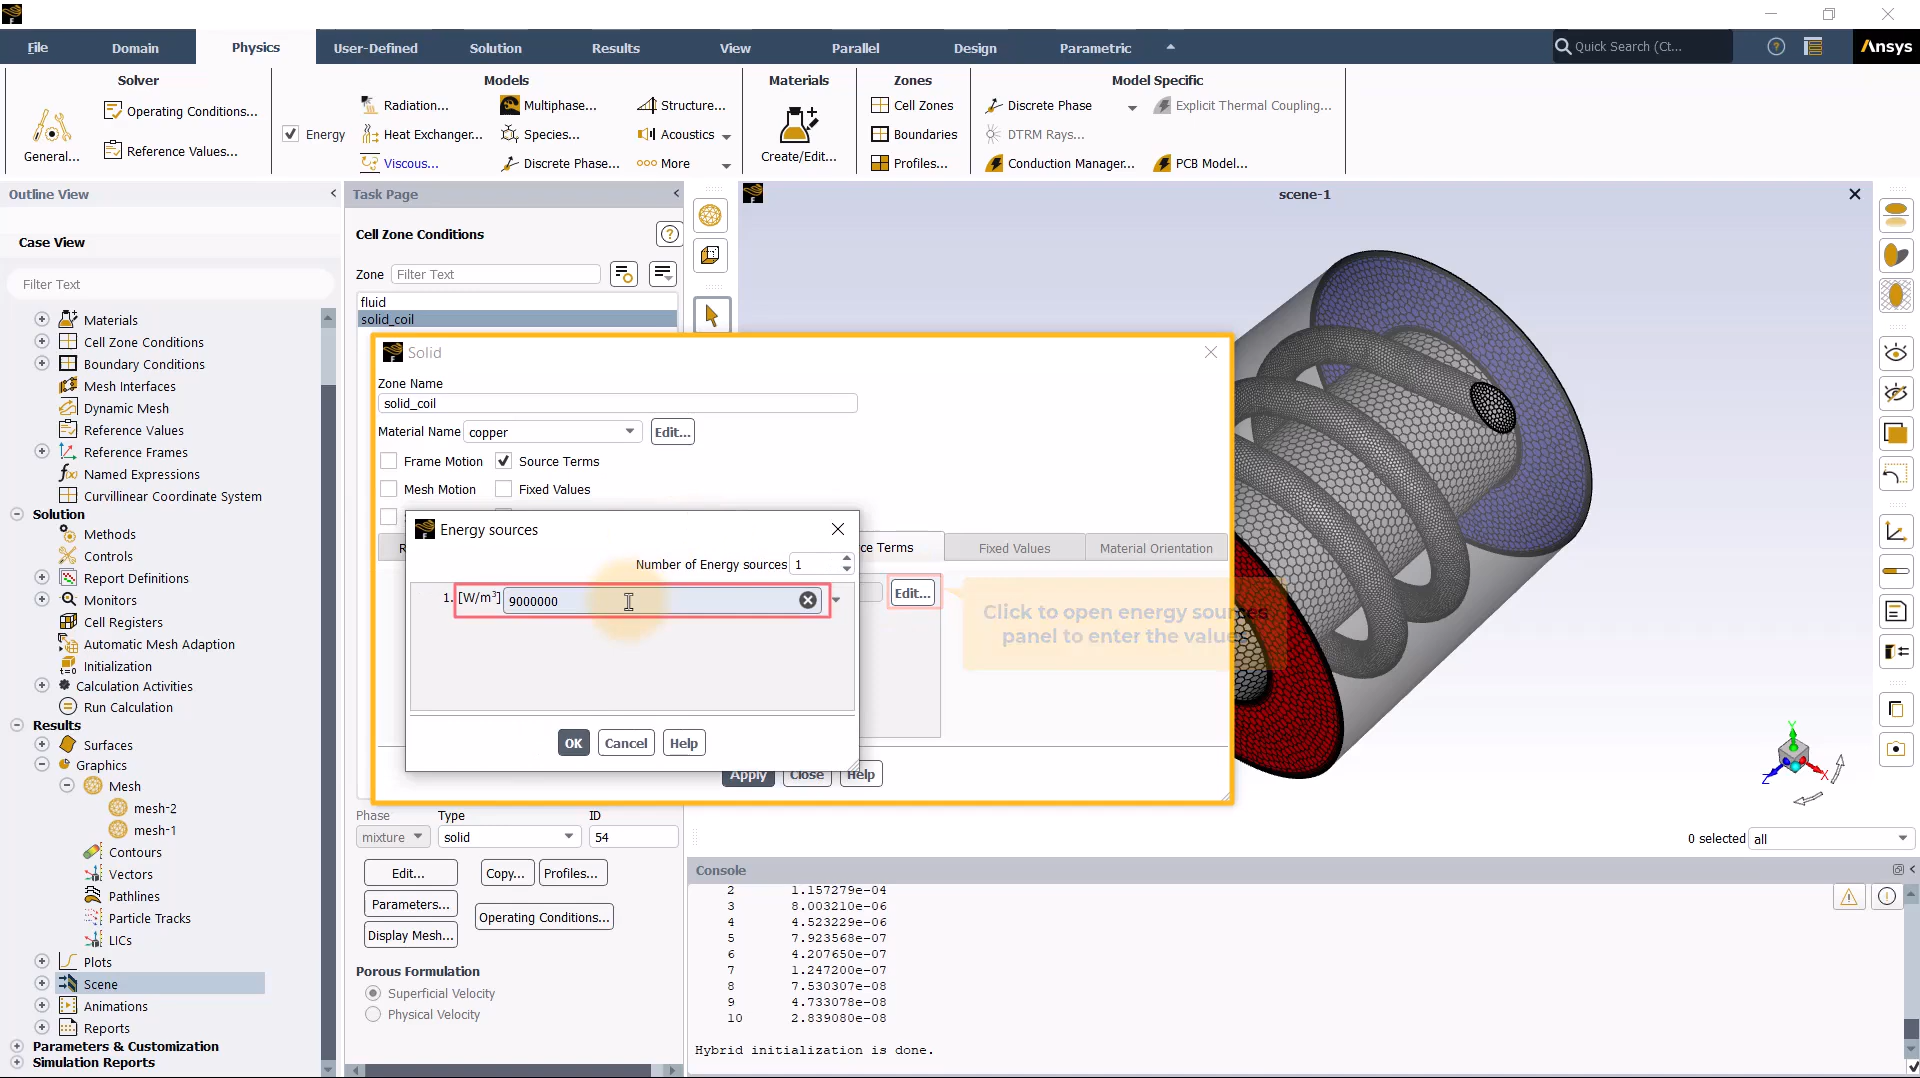 File
Domain
Physics
User-Defined
Solution
Results
View
Parallel
Design
Parametric
Quick Search (Ct...
Ansys
Solver
Models
Materials
Zones
Model Specific
General...
Operating Conditions...
Reference Values...
Energy
Radiation...
Heat Exchanger...
Viscous...
Multiphase...
Species...
Discrete Phase...
Structure...
Acoustics
More
Create/Edit...
Cell Zones
Boundaries
Profiles...
Discrete Phase
DTRM Rays...
Conduction Manager...
Explicit Thermal Coupling...
PCB Model...
Outline View
Case View
Filter Text
Materials
Cell Zone Conditions
Boundary Conditions
Mesh Interfaces
Dynamic Mesh
Reference Values
Reference Frames
Named Expressions
Curvillinear Coordinate System
Solution
Methods
Controls
Report Definitions
Monitors
Cell Registers
Automatic Mesh Adaption
Initialization
Calculation Activities
Run Calculation
Results
Surfaces
Graphics
Mesh
mesh-2
mesh-1
Contours
Vectors
Pathlines
Particle Tracks
LICs
Plots
Scene
Animations
Reports
Parameters & Customization
Simulation Reports
Task Page
Cell Zone Conditions
Zone Filter Text
fluid
solid_coil
Solid
Zone Name
solid_coil
Material Name copper Edit...
Frame Motion Source Terms
Mesh Motion Fixed Values
ce Terms
Fixed Values
Material Orientation
Energy sources
Number of Energy sources 1
1. [W/m³] 9000000
Edit...
Click to open energy sources
panel to enter the value
OK Cancel Help
Apply Close Help
Phase Type ID
mixture solid 54
Edit... Copy... Profiles...
Parameters... Operating Conditions...
Display Mesh...
Porous Formulation
Superficial Velocity
Physical Velocity
scene-1
Y
Z
X
0 selected all
Console
2 1.157279e-04
3 8.003210e-06
4 4.523229e-06
5 7.923568e-07
6 4.207650e-07
7 1.247200e-07
8 7.530307e-08
9 4.733078e-08
10 2.839080e-08
Hybrid initialization is done.